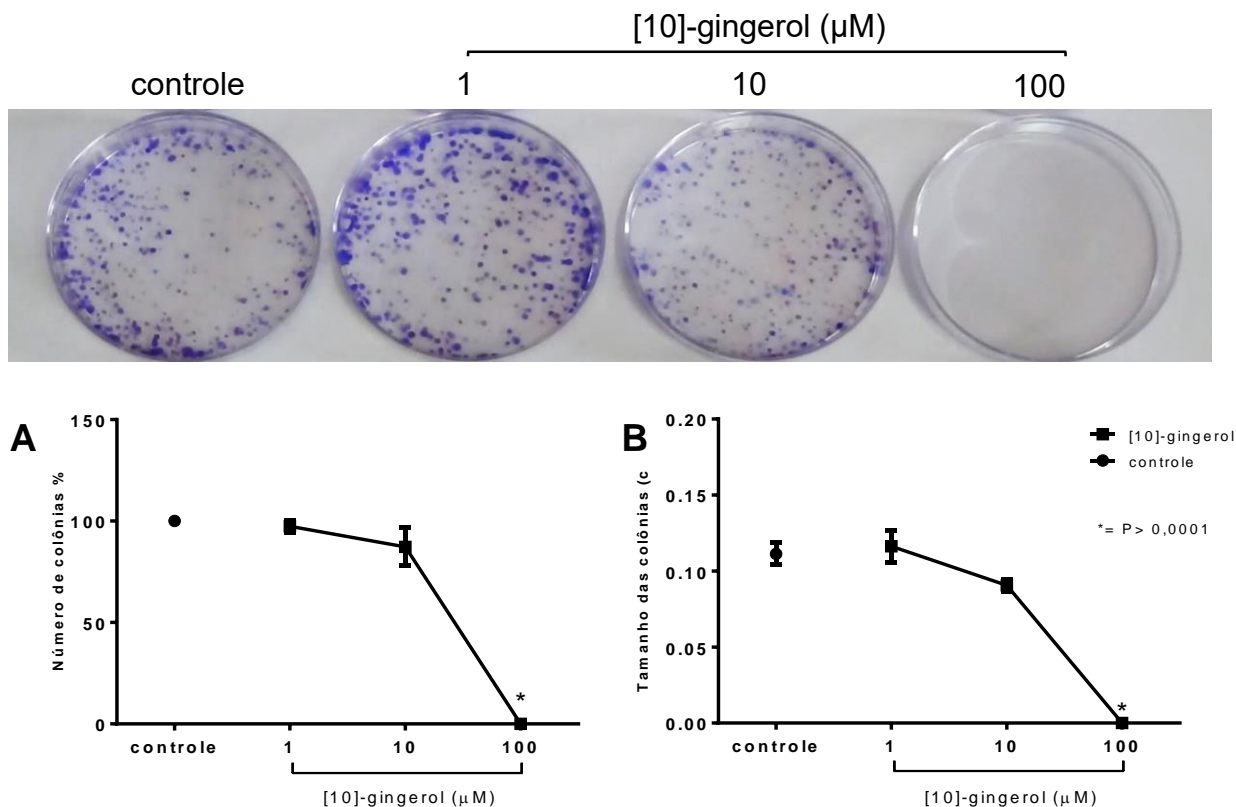 [10]-gingerol (µM)
controle 1 10 100
A
Número de colônias %
150
100
50
0
controle 1 10 100
[10]-gingerol (µM)
B
Tamanho das colônias (c
0.20
0.15
0.10
0.05
0.00
controle 1 10 100
[10]-gingerol (µM)
[10]-gingerol
controle
*= P> 0,0001
*
*